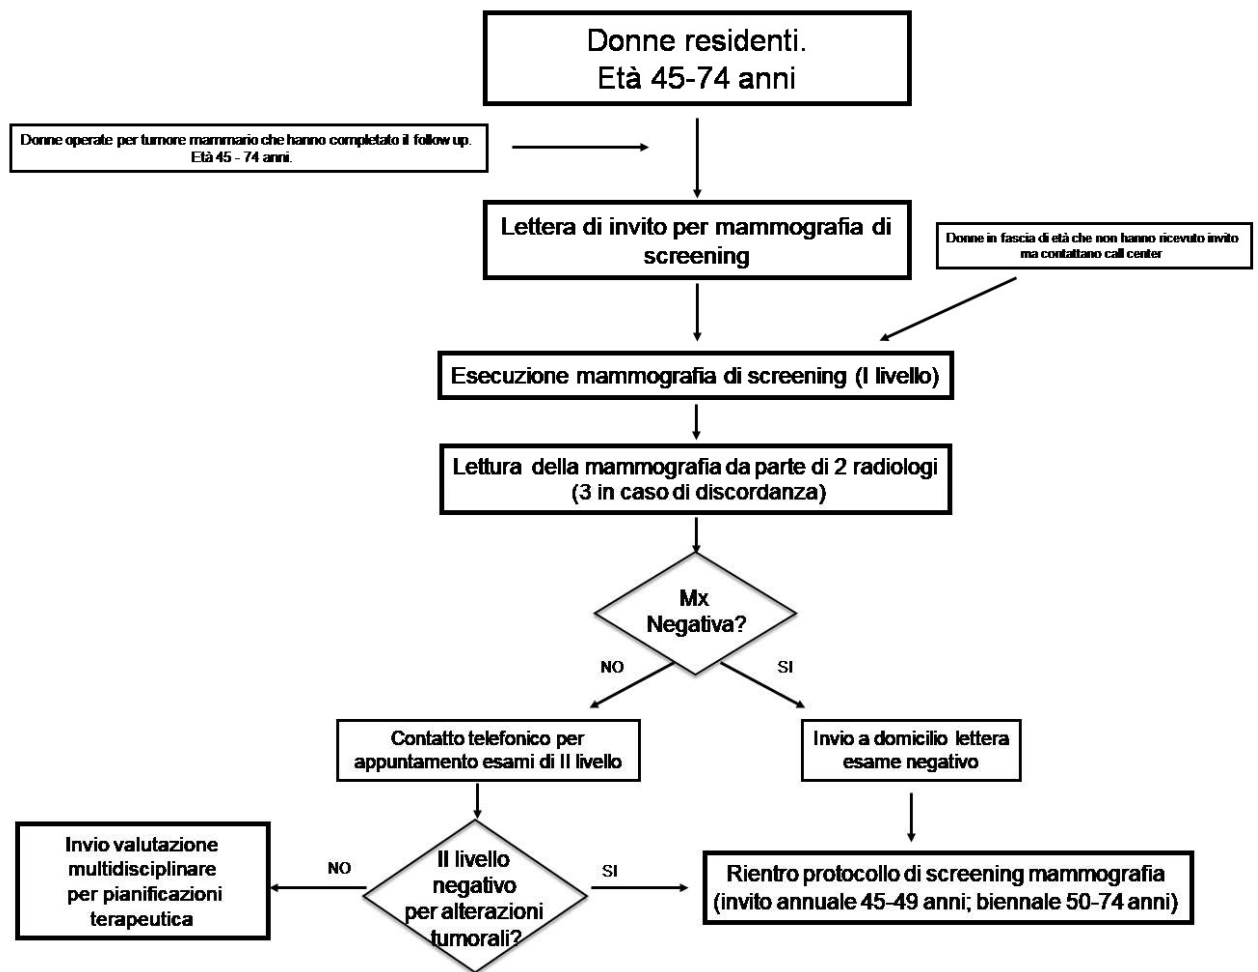 Donne residenti.
Età 45-74 anni
Donne operate per tumore mammario che hanno completato il follow up.
Età 45 - 74 anni.
Lettera di invito per mammografia di
screening
Donne in fascia di età che non hanno ricevuto invito
ma contattano call center
Esecuzione mammografia di screening (I livello)
Lettura della mammografia da parte di 2 radiologi
(3 in caso di discordanza)
Mx
Negativa?
NO
SI
Contatto telefonico per
appuntamento esami di II livello
Invio a domicilio lettera
esame negativo
Invio valutazione
multidisciplinare
per pianificazioni
terapeutica
NO
II livello
negativo
per alterazioni
tumorali?
SI
Rientro protocollo di screening mammografia
(invito annuale 45-49 anni; biennale 50-74 anni)